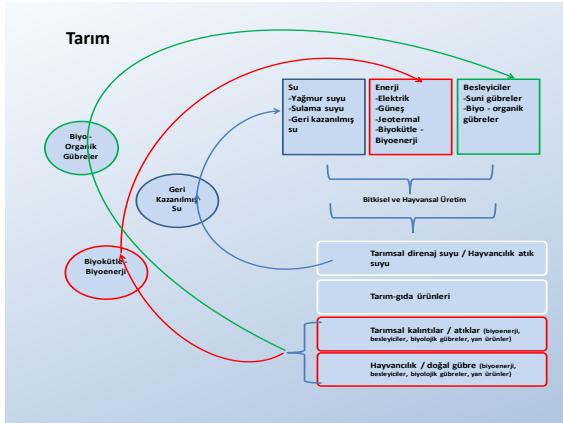 Tarım
Su
-Yağmur suyu
-Sulama suyu
-Geri kazanılmış
su
Enerji
-Elektrik
-Güneş
-Jeotermal
-Biyokütle -
Biyoenerji
Besleyiciler
-Suni gübreler
-Biyo - organik
gübreler
Biyo -
Organik
Gübreler
Geri
Kazanılmış
Su
Bitkisel ve Hayvansal Üretim
Biyokütle -
Biyoenerji
Tarımsal direnaj suyu / Hayvancılık atık
suyu
Tarım-gıda ürünleri
Tarımsal kalıntılar / atıklar (biyoenerji,
besleyiciler, biyolojik gübreler, yan ürünler)
Hayvancılık / doğal gübre (biyoenerji,
besleyiciler, biyolojik gübreler, yan ürünler)